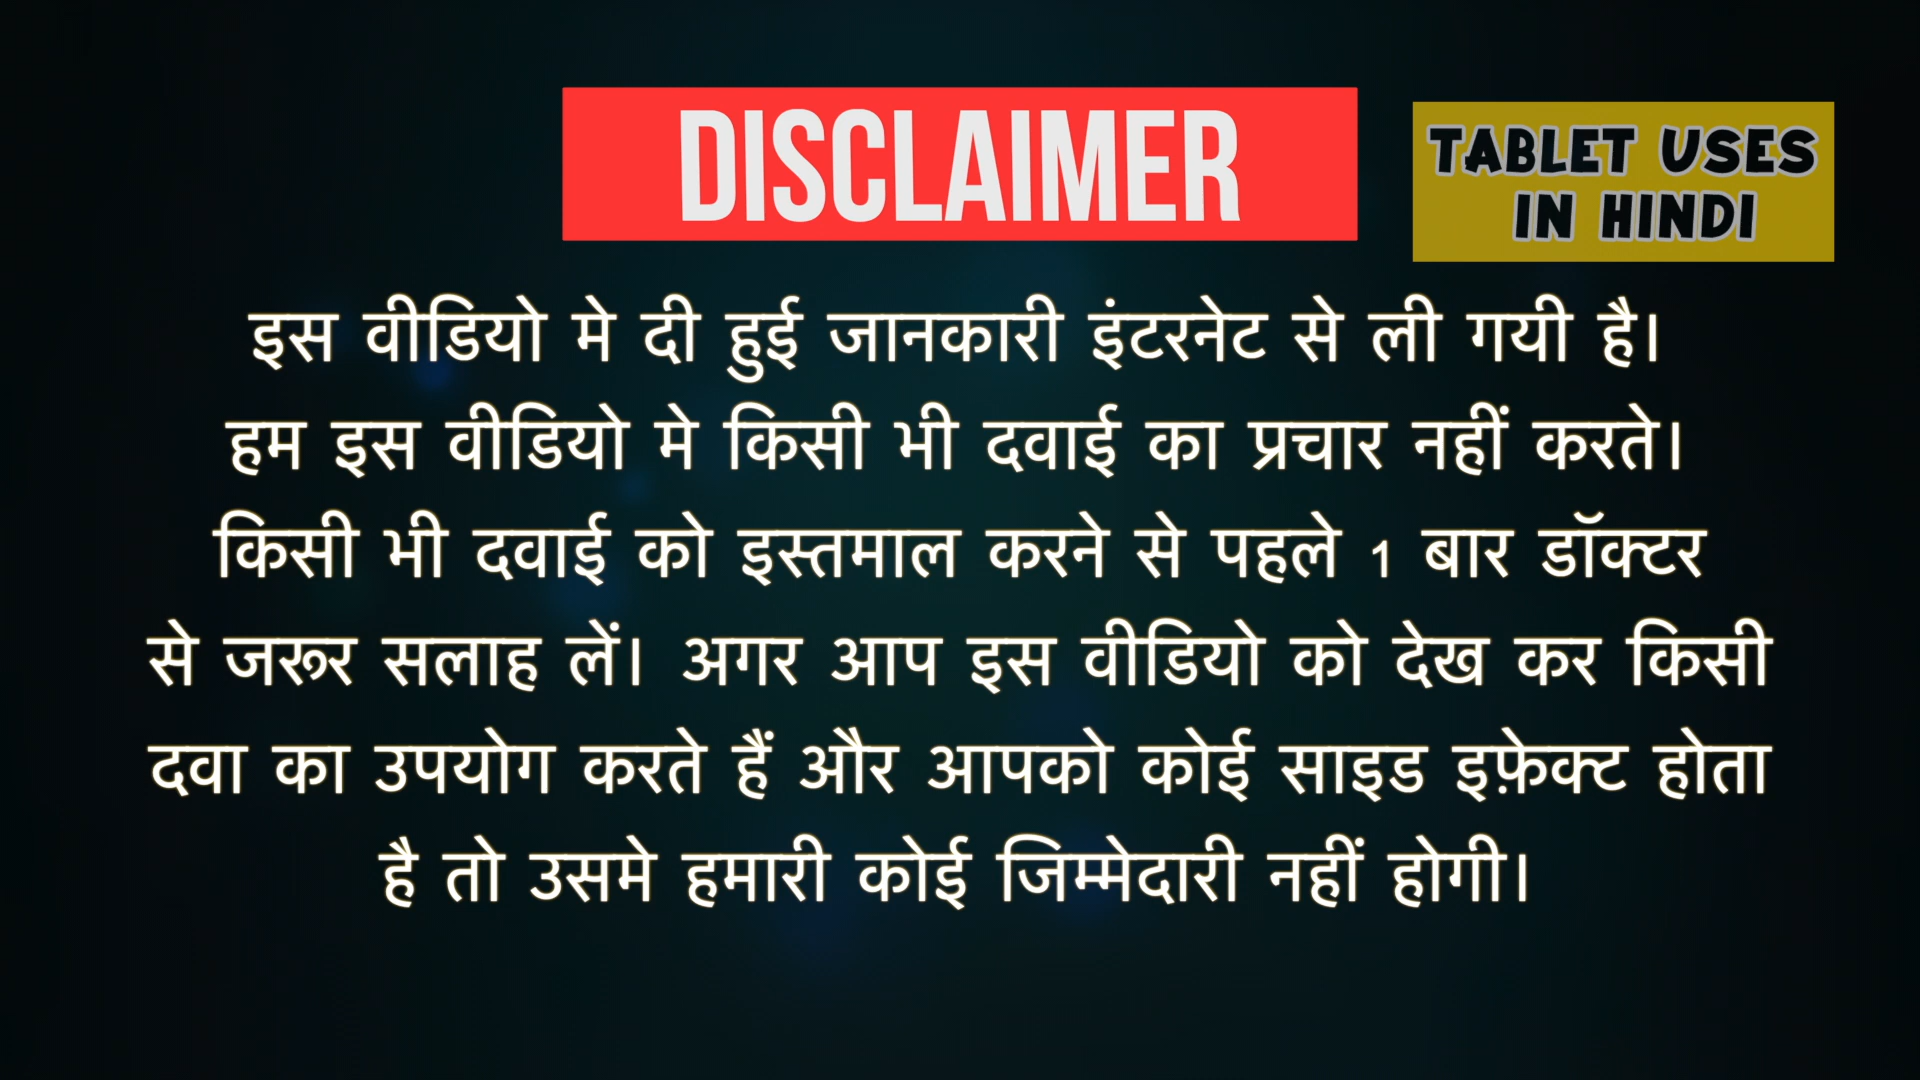 DISCLAIMER
TABLET USES
IN HINDI
इस वीडियो मे दी हुई जानकारी इंटरनेट से ली गयी है।
हम इस वीडियो मे किसी भी दवाई का प्रचार नहीं करते।
किसी भी दवाई को इस्तमाल करने से पहले 1 बार डॉक्टर
से जरूर सलाह लें। अगर आप इस वीडियो को देख कर किसी
दवा का उपयोग करते हैं और आपको कोई साइड इफ़ेक्ट होता
है तो उसमे हमारी कोई जिम्मेदारी नहीं होगी।